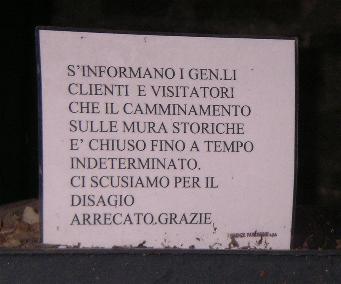 S'INFORMANO I GEN.LI
CLIENTI E VISITATORI
CHE IL CAMMINAMENTO
SULLE MURA STORICHE
E' CHIUSO FINO A TEMPO
INDETERMINATO.
CI SCUSIAMO PER IL
DISAGIO
ARRECATO.GRAZIE